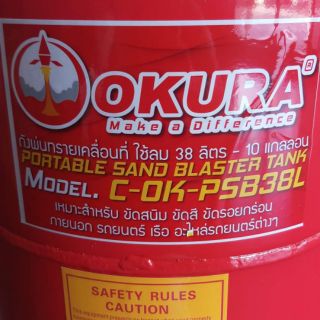 OKURA®
Make a Difference
ถังพ่นทรายเคลื่อนที่ ใช้ลม 38 ลิตร - 10 แกลลอน
PORTABLE SAND BLASTER TANK
MODEL. C-OK-PSB38L
เหมาะสำหรับ ขัดสนิม ขัดสี ขัดรอยกร่อน
ภายนอก รถยนต์ เรือ อะไหล่รถยนต์ต่างๆ
SAFETY RULES
CAUTION